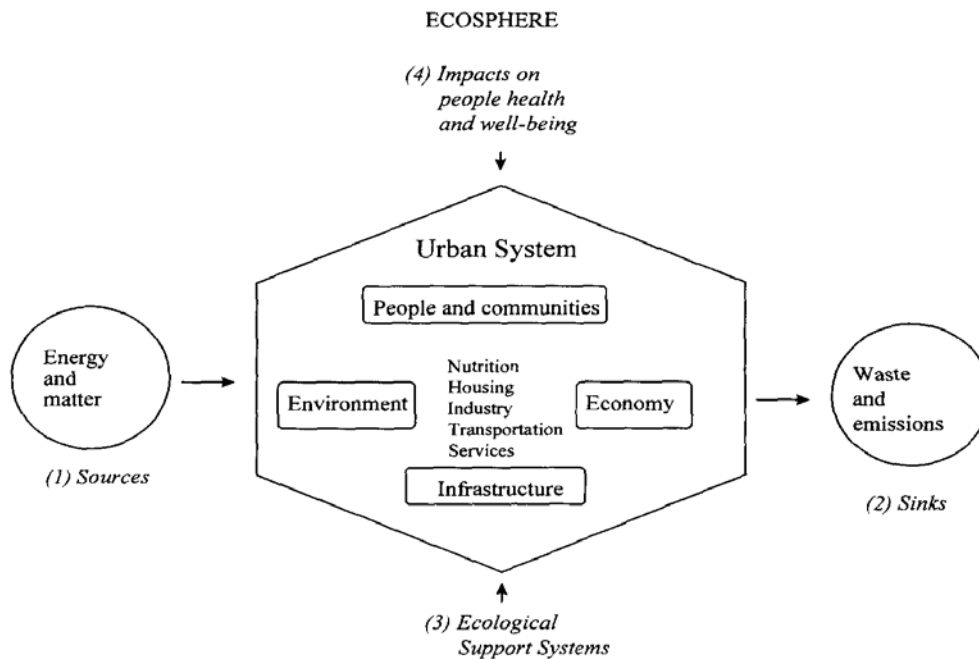 ECOSPHERE
(4) Impacts on
people health
and well-being
Urban System
People and communities
Energy
and
matter
(1) Sources
Environment
Nutrition
Housing
Industry
Transportation
Services
Economy
Infrastructure
Waste
and
emissions
(2) Sinks
(3) Ecological
Support Systems